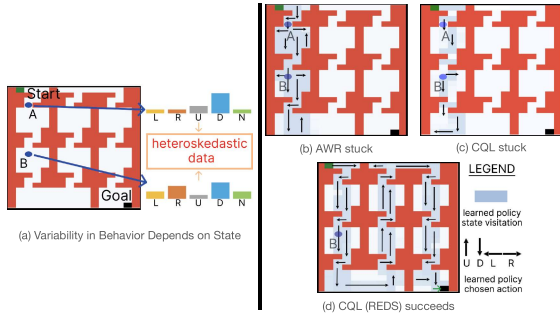 Start
A
B
Goal
L R U D N
heteroskedastic
data
L R U D N
(a) Variability in Behavior Depends on State
A
B
(b) AWR stuck
A
B
(c) CQL stuck
B
(d) CQL (REDS) succeeds
LEGEND
learned policy
state visitation
U D L R
learned policy
chosen action